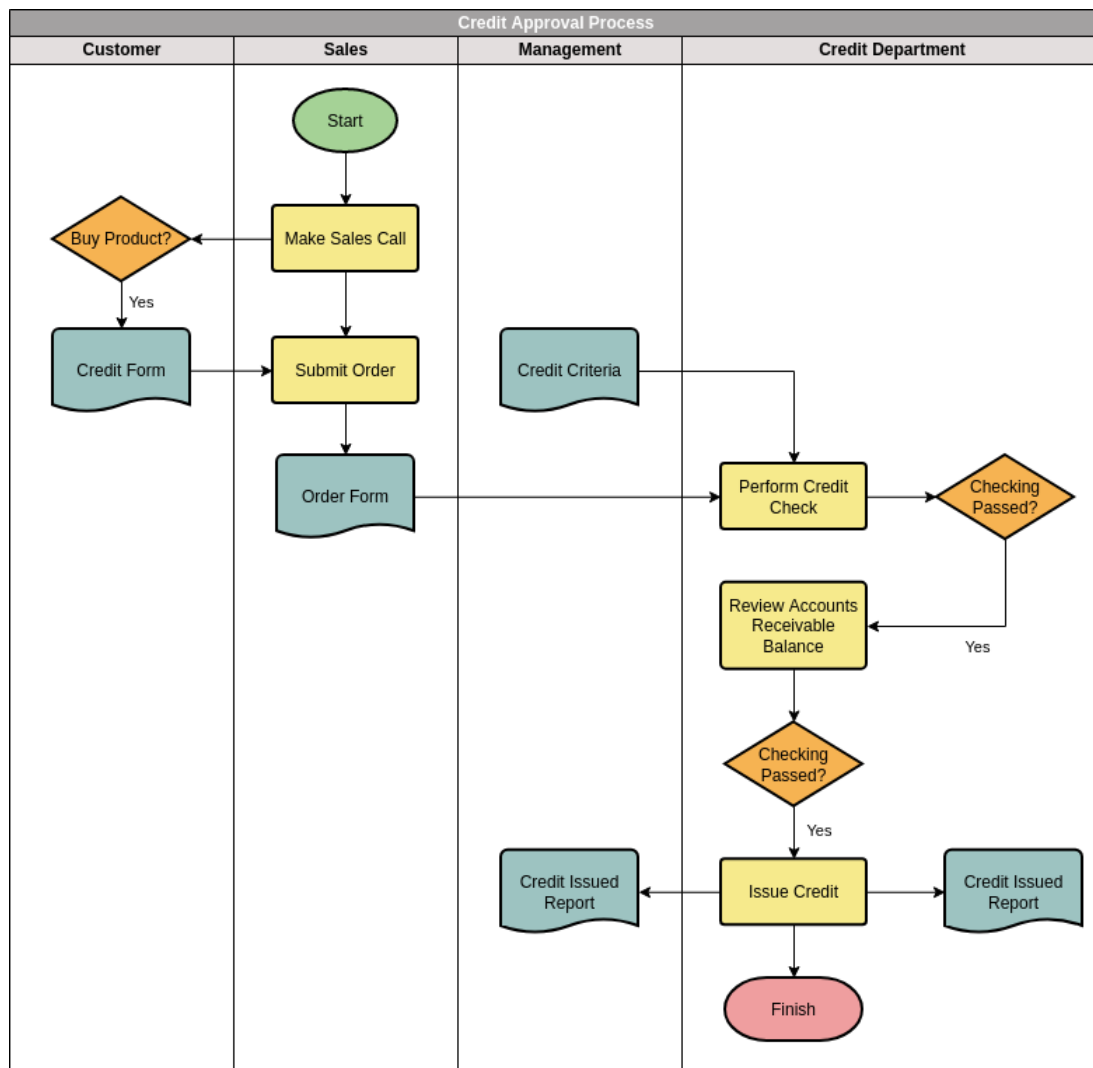 Credit Approval Process
Customer
Sales
Management
Credit Department
Start
Buy Product?
Make Sales Call
Yes
Credit Form
Submit Order
Credit Criteria
Order Form
Perform Credit
Check
Checking
Passed?
Review Accounts
Receivable
Balance
Yes
Checking
Passed?
Yes
Credit Issued
Report
Issue Credit
Credit Issued
Report
Finish